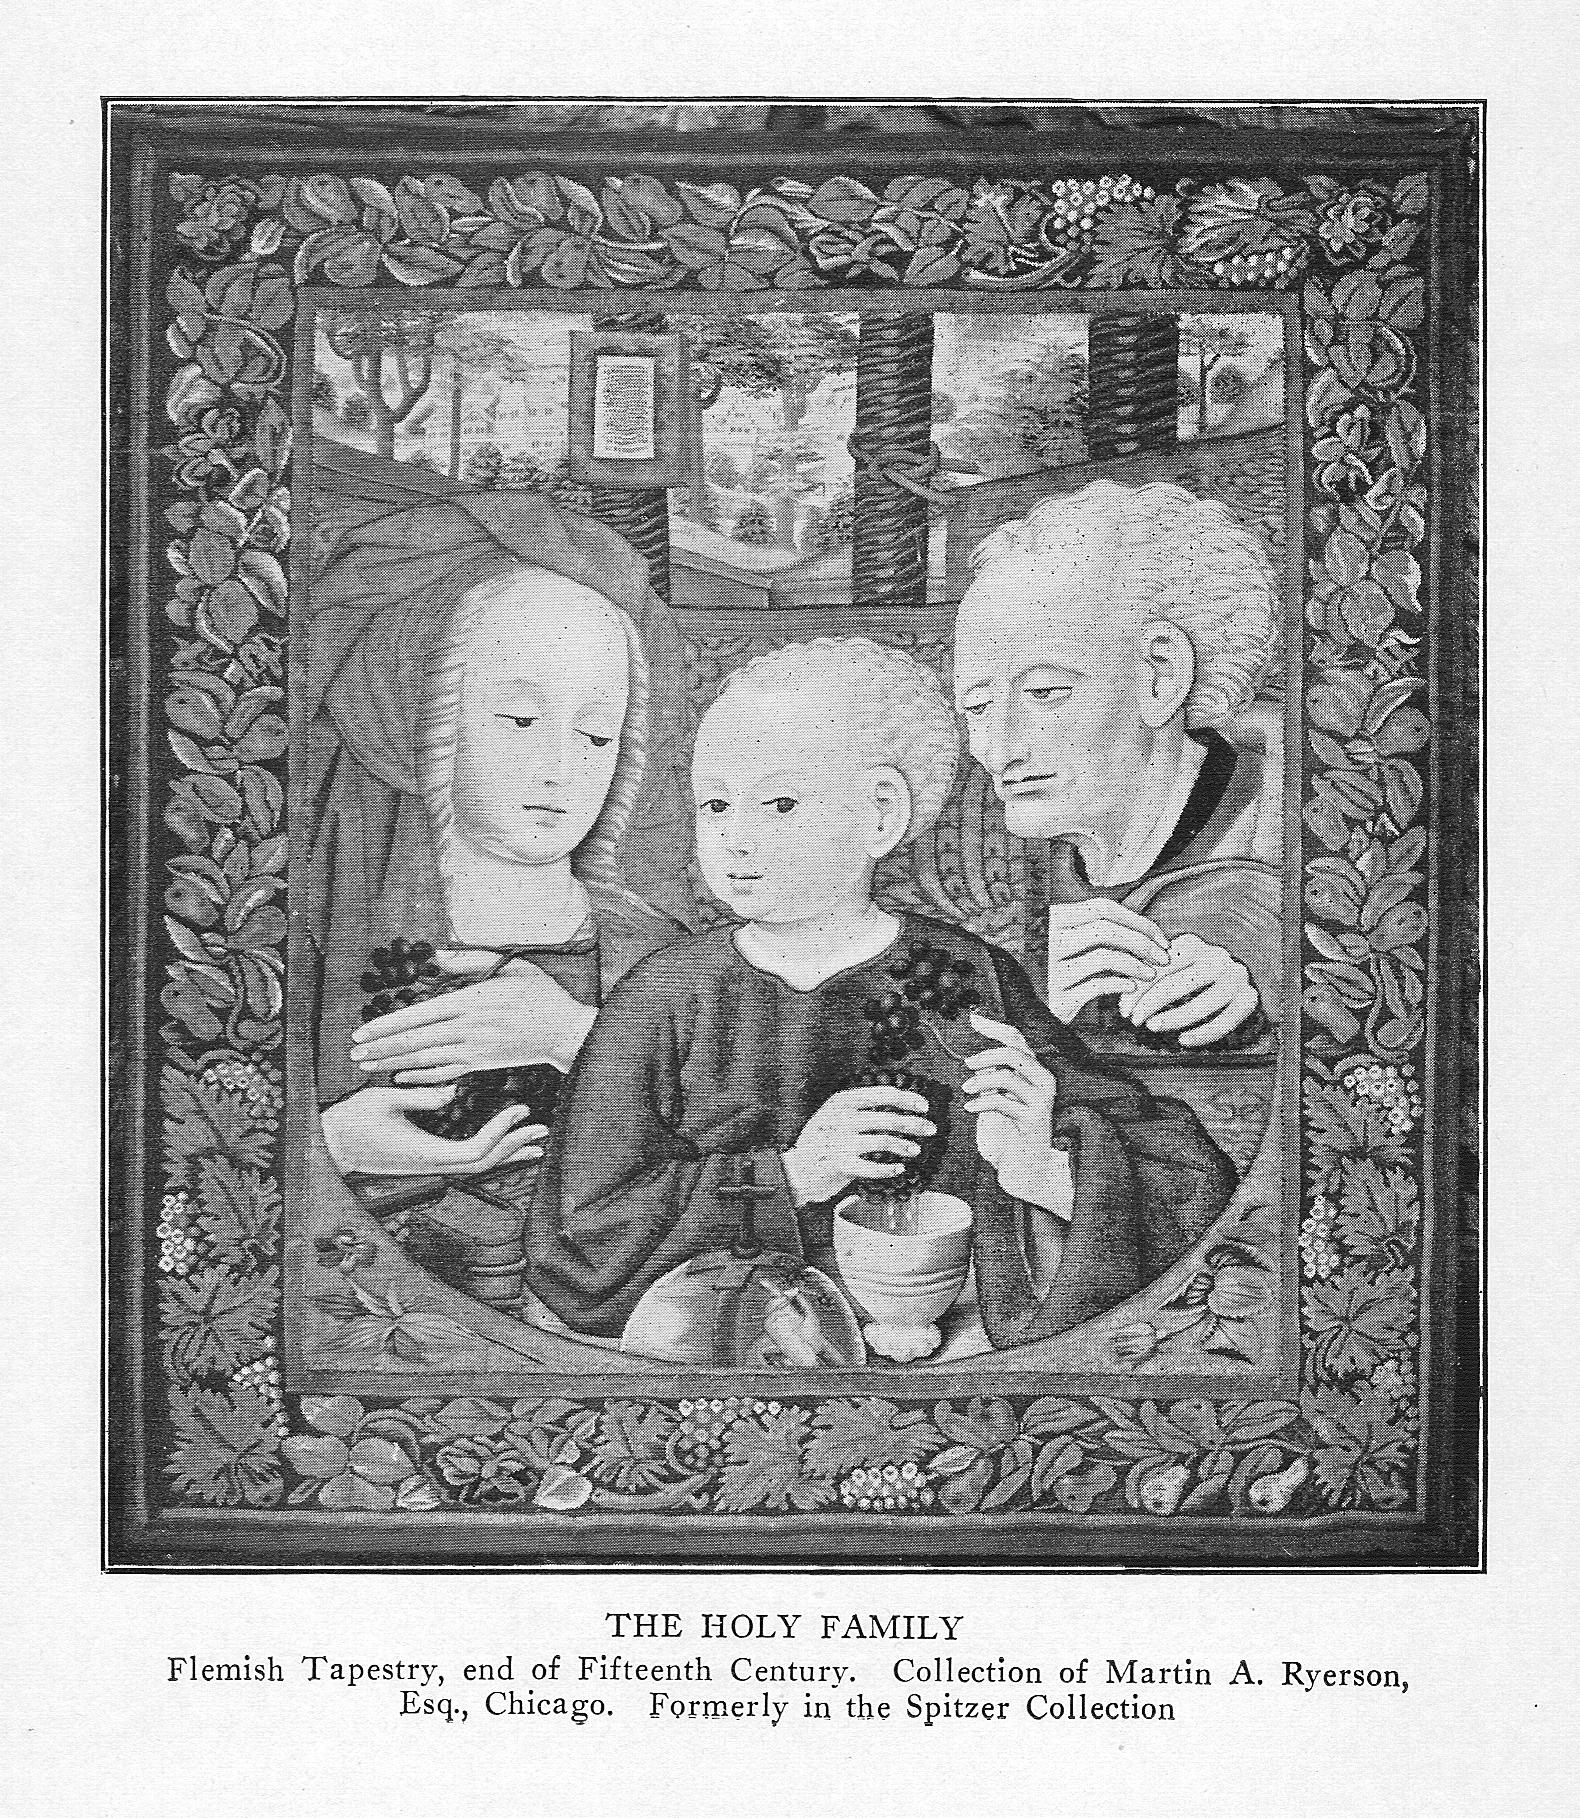 THE HOLY FAMILY
Flemish Tapestry, end of Fifteenth Century. Collection of Martin A. Ryerson,
Esq., Chicago. Formerly in the Spitzer Collection